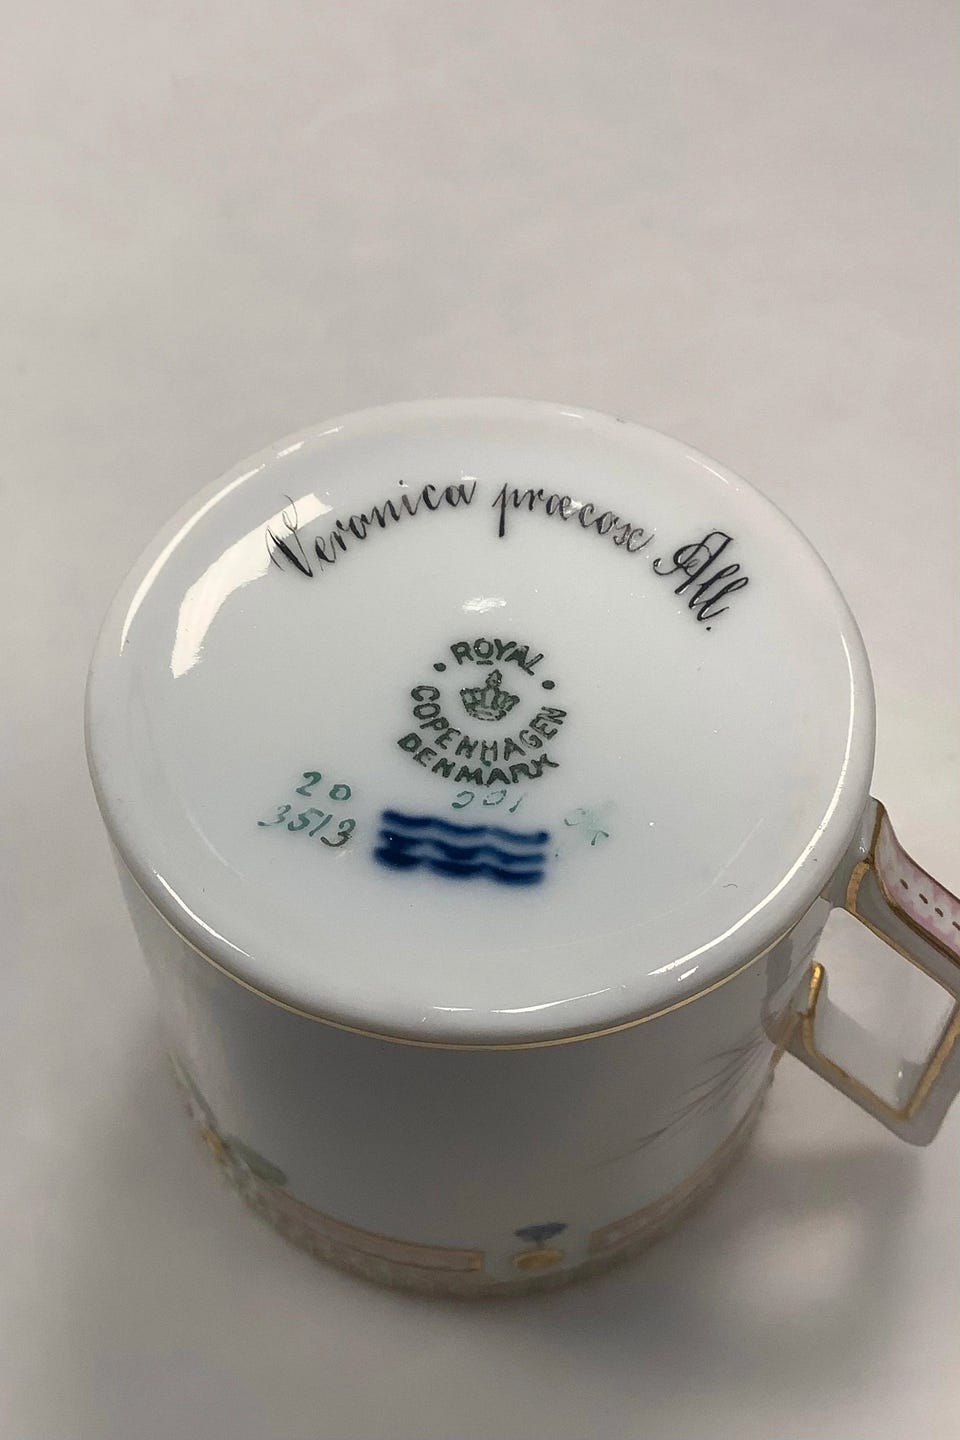 Veronica præcox All.
ROYAL
COPENHAGEN
DENMARK
20
3513